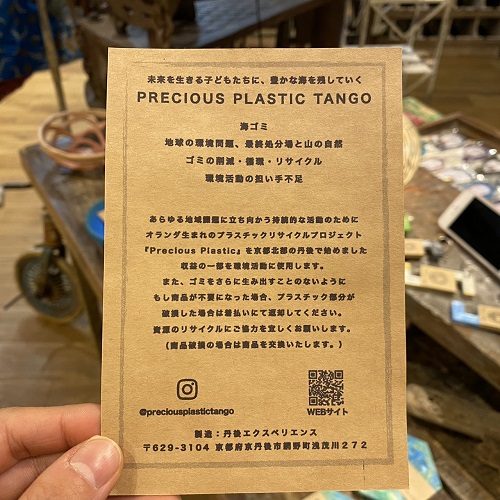 未来を生きる子どもたちに、豊かな海を残していく
PRECIOUS PLASTIC TANGO
海ゴミ
地球の環境問題、最終処分場と山の自然
ゴミの削減・循環・リサイクル
環境活動の担い手不足
あらゆる地域課題に立ち向かう持続的な活動のために
オランダ生まれのプラスチックリサイクルプロジェクト
『Precious Plastic』を京都北部の丹後で始めました
収益の一部を環境活動に使用します。
また、ゴミをさらに生み出すことのないように
もし商品が不要になった場合、プラスチック部分が
破損した場合は着払いにて返却してください。
資源のリサイクルにご協力を宜しくお願いします。
(商品破損の場合は商品を交換いたします。)
@preciousplastictango
WEBサイト
製造：丹後エクスペリエンス
〒629-3104 京都府京丹後市網野町浅茂川272